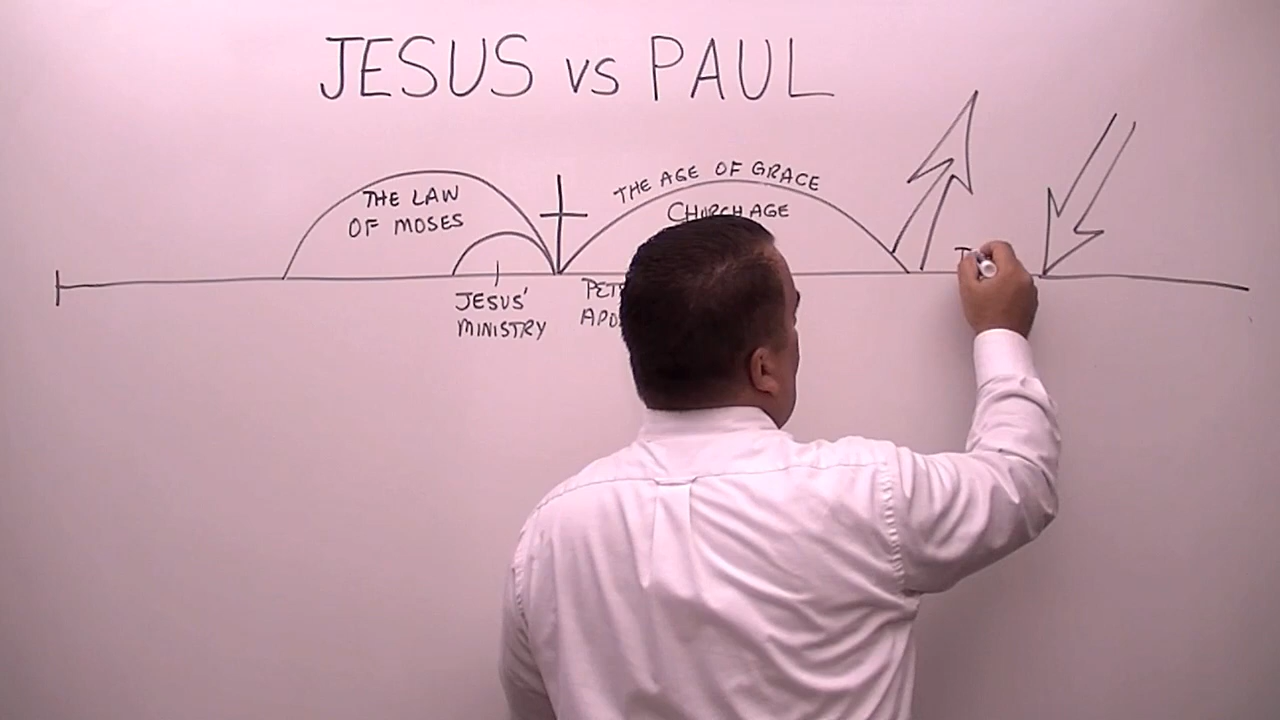 JESUS vs PAUL
THE LAW
OF MOSES
THE AGE OF GRACE
CHURCH AGE
JESUS'
MINISTRY